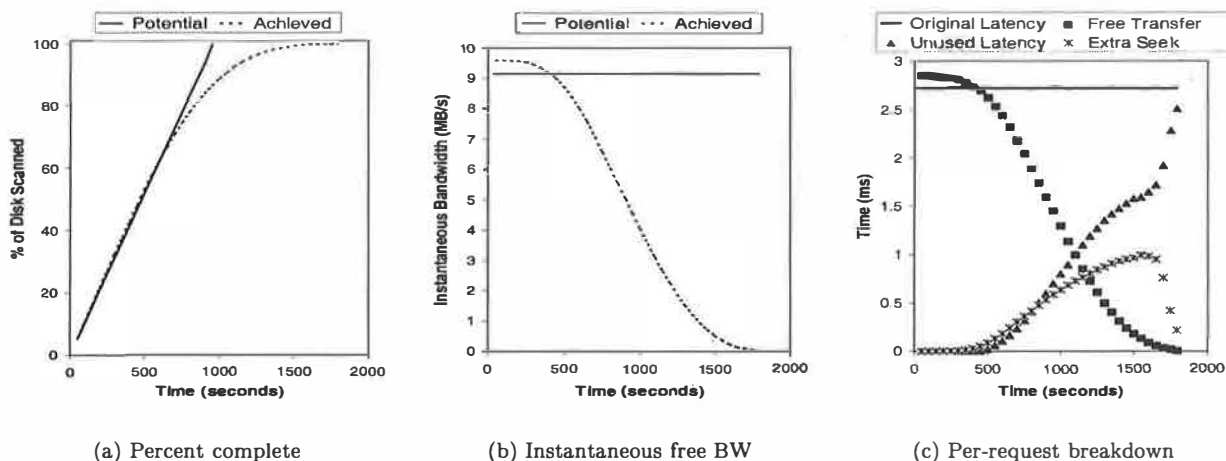 Potential Achieved
100
80
60
40
20
0
% of Disk Scanned
0 500 1000 1500 2000
Time (seconds)
(a) Percent complete
Potential Achieved
10
9
8
7
6
5
4
3
2
1
0
Instantaneous Bandwidth (MB/s)
0 500 1000 1500 2000
Time (seconds)
(b) Instantaneous free BW
Original Latency Free Transfer
Unused Latency Extra Seek
3
2.5
2
1.5
1
0.5
0
Time (ms)
0 500 1000 1500 2000
Time (seconds)
(c) Per-request breakdown